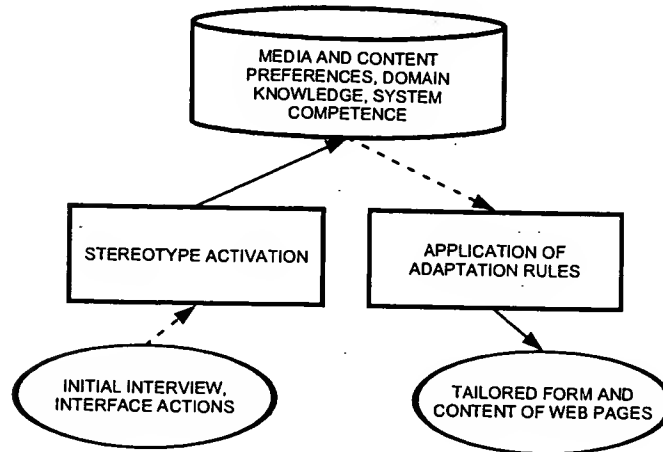 MEDIA AND CONTENT
PREFERENCES, DOMAIN
KNOWLEDGE, SYSTEM
COMPETENCE
STEREOTYPE ACTIVATION
APPLICATION OF
ADAPTATION RULES
INITIAL INTERVIEW,
INTERFACE ACTIONS
TAILORED FORM AND
CONTENT OF WEB PAGES